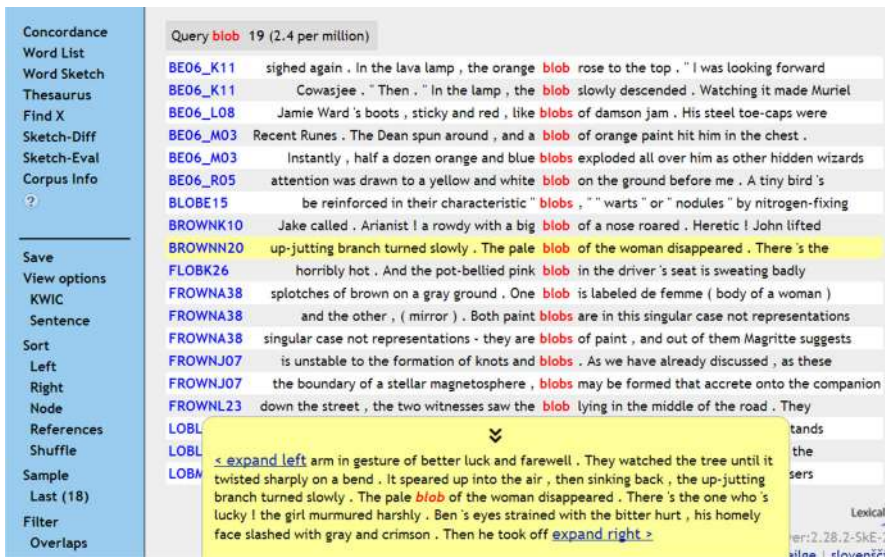 Concordance
Word List
Word Sketch
Thesaurus
Find X
Sketch-Diff
Sketch-Eval
Corpus Info
?
Save
View options
KWIC
Sentence
Sort
Left
Right
Node
References
Shuffle
Sample
Last (18)
Filter
Overlaps
Query blob 19 (2.4 per million)
BE06_K11 sighed again . In the lava lamp , the orange blob rose to the top . " I was looking forward
BE06_K11 Cowasjee . " Then . " In the lamp , the blob slowly descended . Watching it made Muriel
BE06_L08 Jamie Ward 's boots , sticky and red , like blobs of damson jam . His steel toe-caps were
BE06_M03 Recent Runes . The Dean spun around , and a blob of orange paint hit him in the chest .
BE06_M03 Instantly , half a dozen orange and blue blobs exploded all over him as other hidden wizards
BE06_R05 attention was drawn to a yellow and white blob on the ground before me . A tiny bird 's
BLOBE15 be reinforced in their characteristic " blobs , " " warts " or " nodules " by nitrogen-fixing
BROWNK10 Jake called . Arianist ! a rowdy with a big blob of a nose roared . Heretic ! John lifted
BROWNN20 up-jutting branch turned slowly . The pale blob of the woman disappeared . There 's the
FLOBK26 horribly hot . And the pot-bellied pink blob in the driver 's seat is sweating badly
FROWNA38 splotches of brown on a gray ground . One blob is labeled de femme ( body of a woman )
FROWNA38 and the other , ( mirror ) . Both paint blobs are in this singular case not representations
FROWNA38 singular case not representations - they are blobs of paint , and out of them Magritte suggests
FROWNJ07 is unstable to the formation of knots and blobs . As we have already discussed , as these
FROWNJ07 the boundary of a stellar magnetosphere , blobs may be formed that accrete onto the companion
FROWNL23 down the street , the two witnesses saw the blob lying in the middle of the road . They
LOBL tands
LOBL the
LOBM sers
< expand left arm in gesture of better luck and farewell . They watched the tree until it
twisted sharply on a bend . It speared up into the air , then sinking back , the up-jutting
branch turned slowly . The pale blob of the woman disappeared . There 's the one who 's
lucky ! the girl murmured harshly . Ben 's eyes strained with the bitter hurt , his homely
face slashed with gray and crimson . Then he took off expand right >
Lexical
ver:2.28.2-SkE-